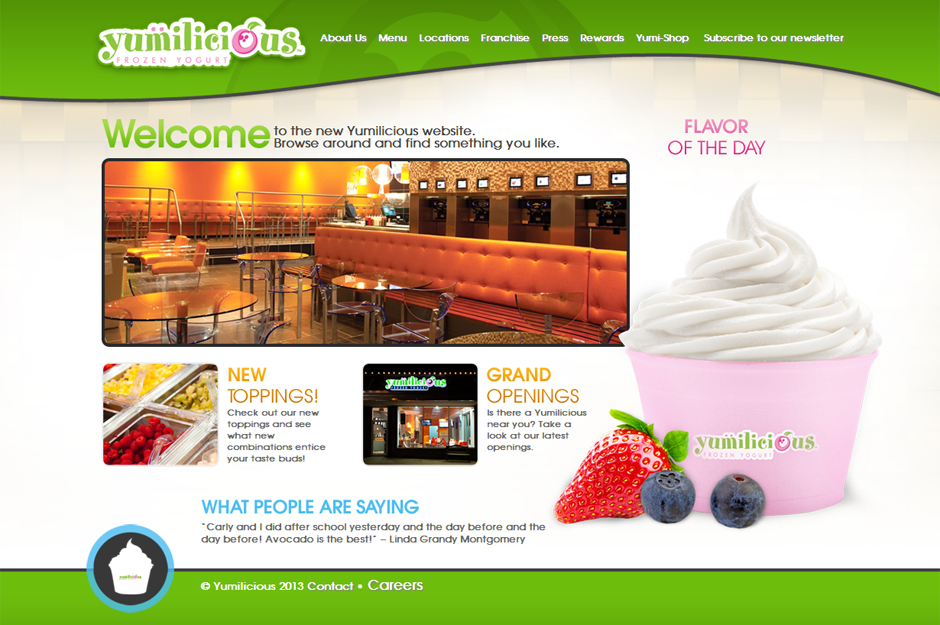 yumilicious
FROZEN YOGURT
About Us Menu Locations Franchise Press Rewards Yumi-Shop Subscribe to our newsletter
Welcome to the new Yumilicious website.
Browse around and find something you like.
FLAVOR
OF THE DAY
NEW
TOPPINGS!
Check out our new
toppings and see
what new
combinations entice
your taste buds!
yumilicious
GRAND
OPENINGS
Is there a Yumilicious
near you? Take a
look at our latest
openings.
yumilicious
FROZEN YOGURT
WHAT PEOPLE ARE SAYING
"Carly and I did after school yesterday and the day before and the
day before! Avocado is the best!" – Linda Grandy Montgomery
yumilicious
© Yumilicious 2013 Contact • Careers